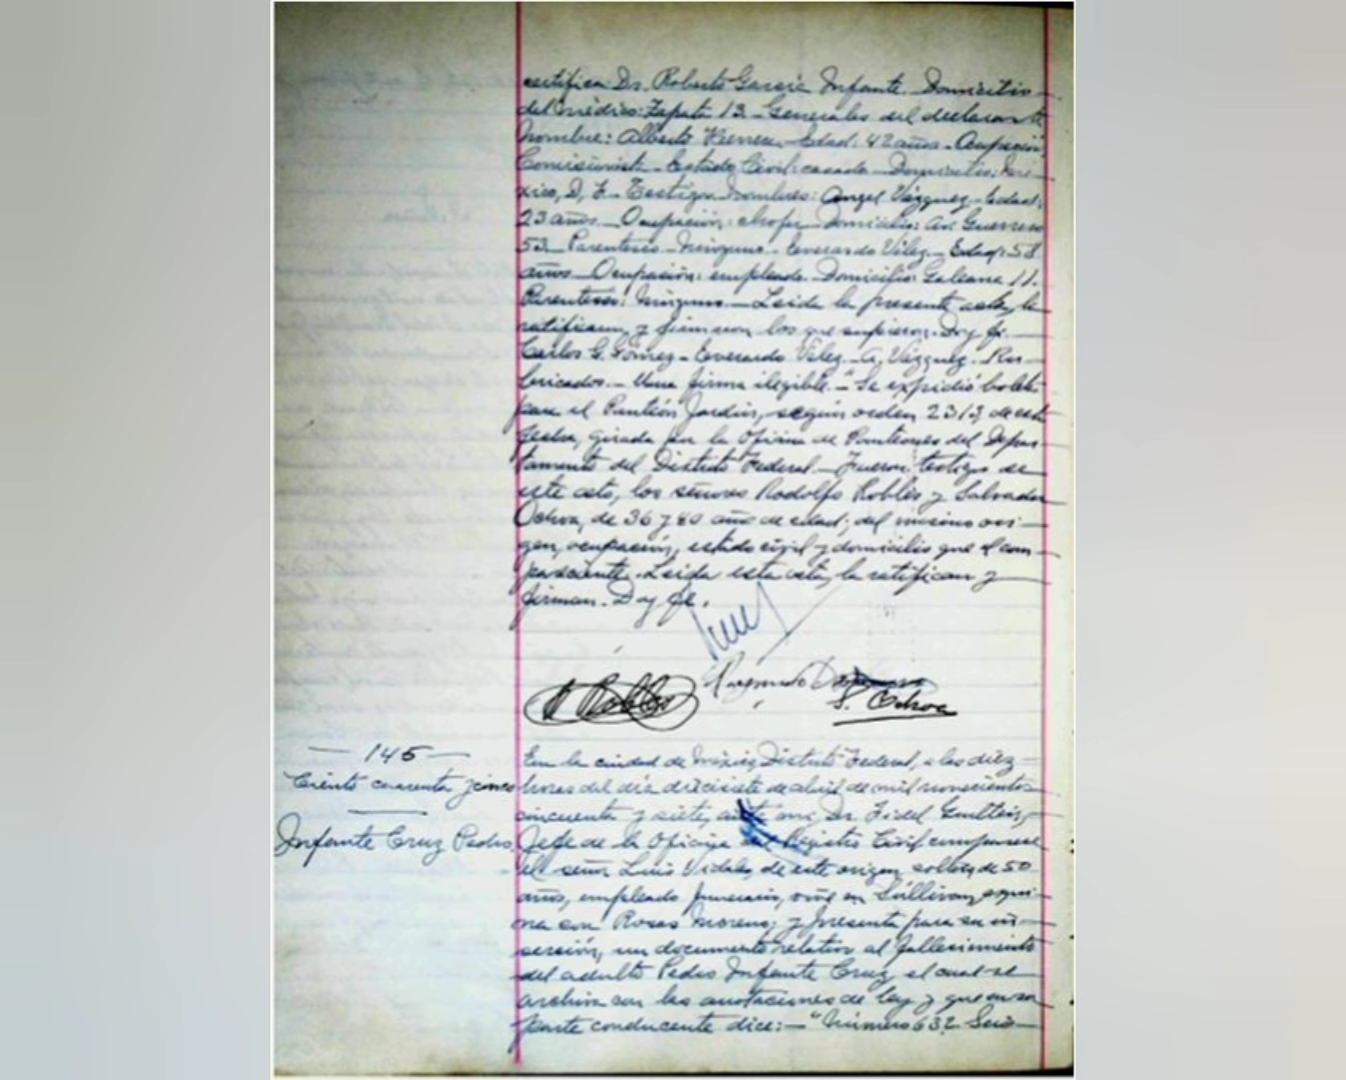 certifica Dr. Roberto García Infante. Domicilio
del médico: Zapata 13. Generales del declarante
Nombre: Alberto Herrera. Edad: 42 años. Ocupación:
Comisionista. Estado Civil: casado. Domicilio: Mé-
xico, D. F. Testigos Nombres: Angel Vázquez. Edad:
23 años. Ocupación: chofer. Domicilio: Av. Guerrero
53. Parentesco. Ninguno. Everardo Vélez. Edad: 58
años. Ocupación: empleado. Domicilio: Galeana 11.
Parentesco: Ninguno. Leída la presente acta, la
ratificaron y firmaron los que supieron. Doy fe.
Carlos G. Gómez - Everardo Vélez. A. Vázquez. Ru-
bricados. Una firma ilegible." Se expidió boleta
para el Panteón Jardín, según orden 2313 de esta
fecha, girada por la Oficina de Panteones del Depar-
tamento del Distrito Federal. Fueron testigos de
este acto, los señores Rodolfo Robles y Salvador
Ochoa, de 36 y 40 años de edad; del mismo ori-
gen, ocupación, estado civil y domicilio que el com-
pareciente. Leída esta acta, la ratifican y
firman. Doy fe.
Robles
S. Ochoa
145
Ciento cuarenta y cinco
Infante Cruz Pedro
En la ciudad de México, Distrito Federal, a las diez
horas del día diecisiete de abril de mil novecientos
cincuenta y siete, ante mí Dr. Fidel
Jefe de la Oficina del Registro Civil comparece
el señor Luis Vidales, de este origen, soltero, de 50
años, empleado funerario, vive en Súllivan, esqui-
na con Rosas Moreno; y presenta para su in-
serción, un documento relativo al fallecimiento
del adulto Pedro Infante Cruz, el cual se
archiva con las anotaciones de ley y que en su
parte conducente dice: "Número 632 Seis-